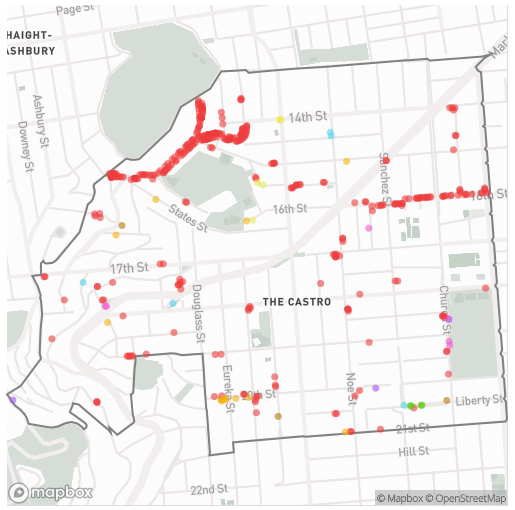 Page St
HAIGHT-
ASHBURY
Mark
Ashbury St
Downey St
14th St
Sanchez St
16th St
16th St
States St
17th St
Douglass St
THE CASTRO
Church St
Eureka St
Noe St
Liberty St
21st St
Hill St
22nd St
mapbox
© Mapbox © OpenStreetMap